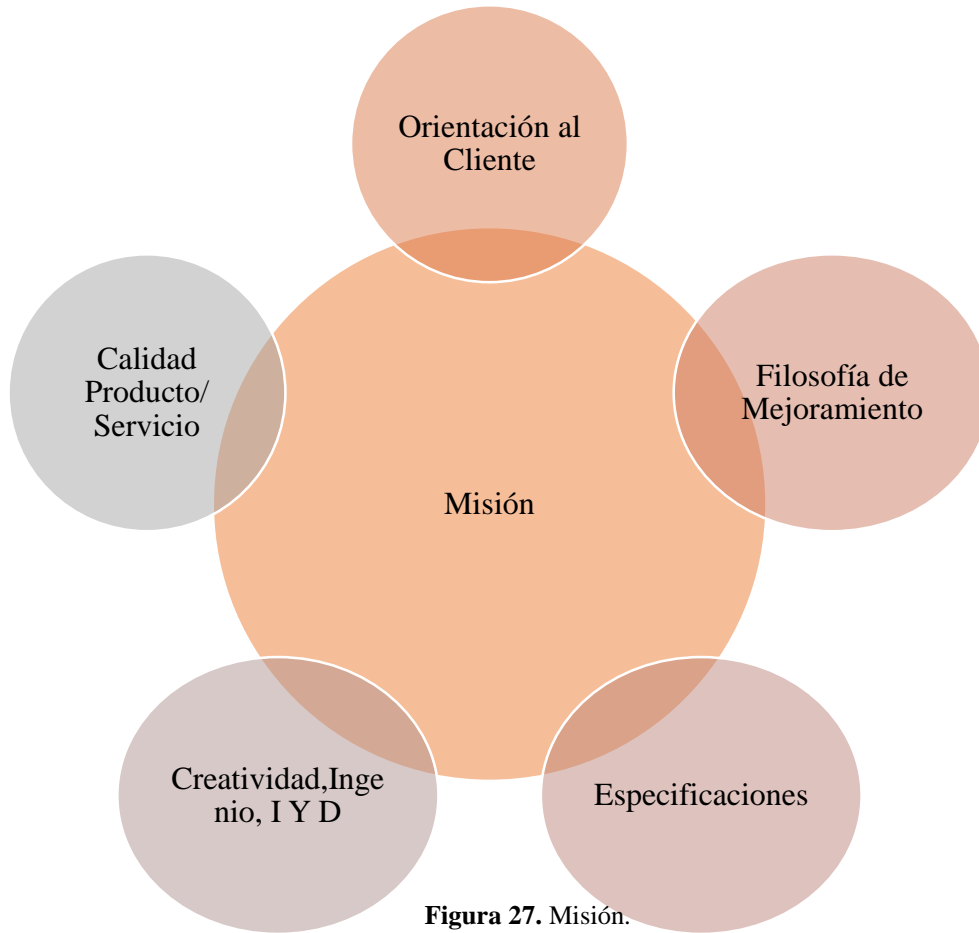 Orientación al
Cliente
Filosofía de
Mejoramiento
Especificaciones
Creatividad,Inge
nio, I Y D
Calidad
Producto/
Servicio
Misión
Figura 27. Misión.